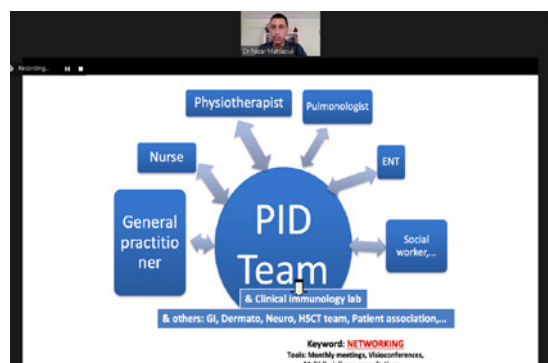 Dr Nizar Mahlaoui
Recording...
Physiotherapist
Pulmonologist
Nurse
ENT
General
practitio
ner
PID
Team
Social
worker,...
& Clinical immunology lab
& others: GI, Dermato, Neuro, HSCT team, Patient association,...
Keyword: NETWORKING
Tools: Monthly meetings, Visioconferences,